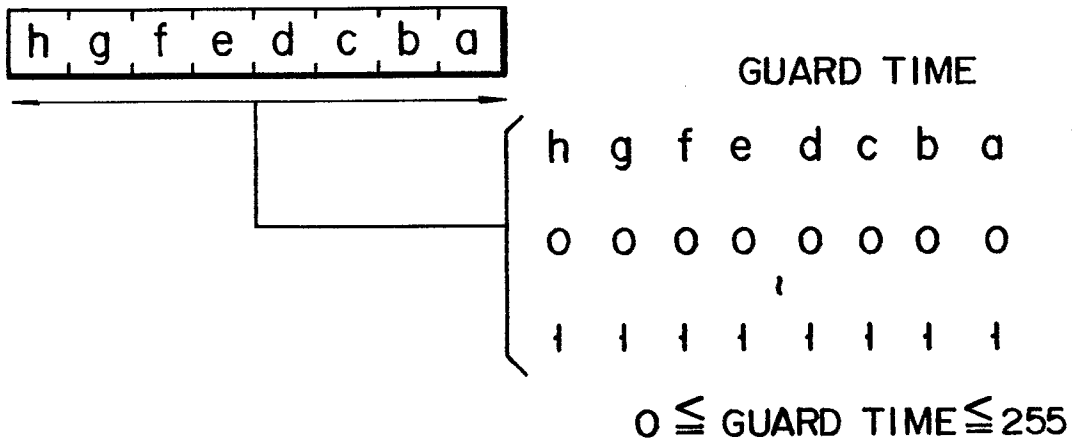 h g f e d c b a
GUARD TIME
h g f e d c b a
0 0 0 0 0 0 0 0
~
1 1 1 1 1 1 1 1
0 ≦ GUARD TIME ≦ 255